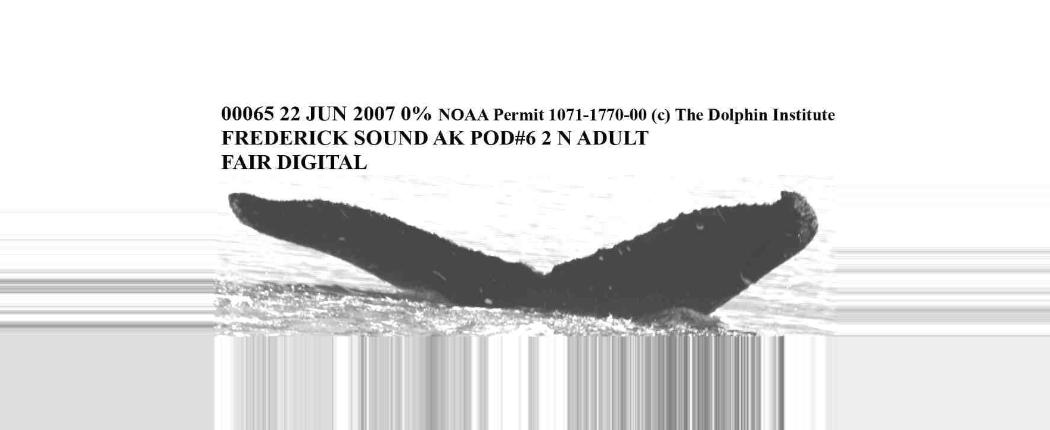 00065 22 JUN 2007 0% NOAA Permit 1071-1770-00 (c) The Dolphin Institute
FREDERICK SOUND AK POD#6 2 N ADULT
FAIR DIGITAL